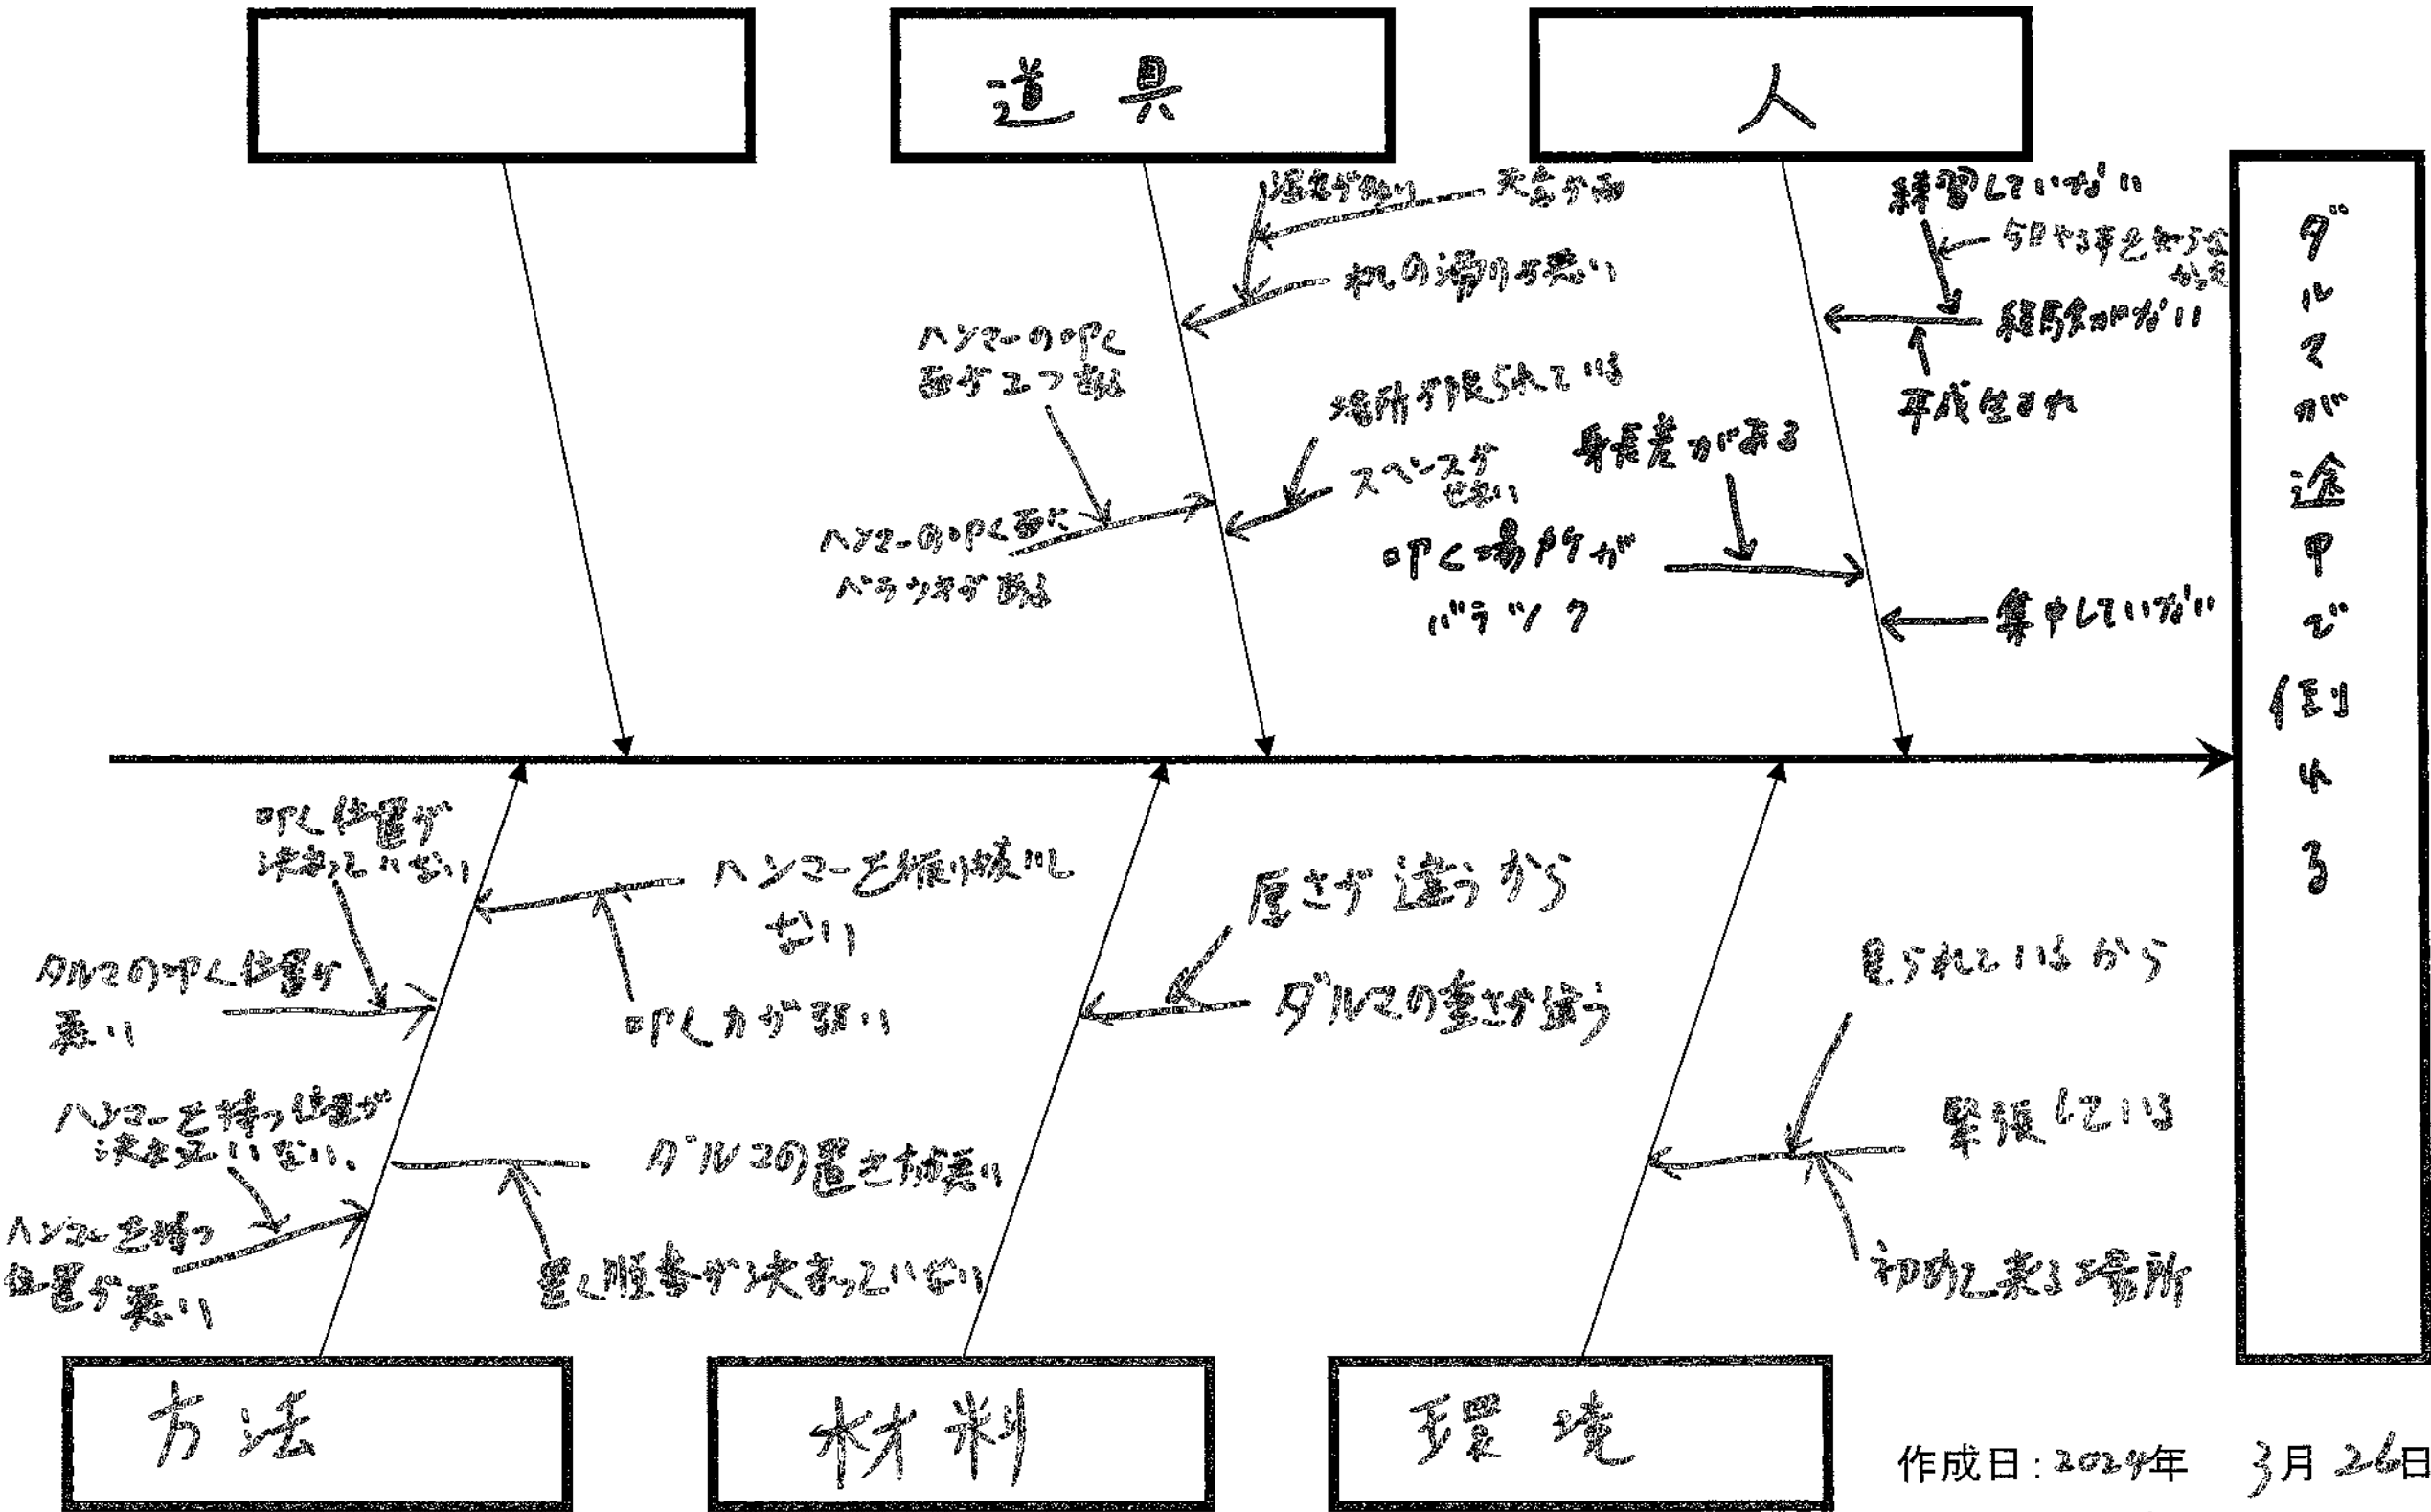 道具
人
練習していない
今日やる事を知らな
かった
経験がない
平成生まれ
身長差がある
叩く場所が
バラツク
集中していない
湿気が
天気が雨
机の滑りが悪い
ハンマーの叩く
面が2つ ある
場所が限られている
スペースが
せまい
ハンマーの叩く面に
バラツキがある
ダルマが途中で倒れる
叩く位置が
決まっていない
ハンマーを振り抜いし
ない
叩く力が弱い
ダルマの叩く位置が
悪い
ハンマーを持つ位置が
決まっていない、
ハンマーを持つ
位置が悪い
ダルマの置き方が悪い
置く順番が決まっていない
厚さが違うから
ダルマの重さが違う
見られているから
緊張している
初めて来る場所
方法
材料
環境
作成日:2024年 3月26日